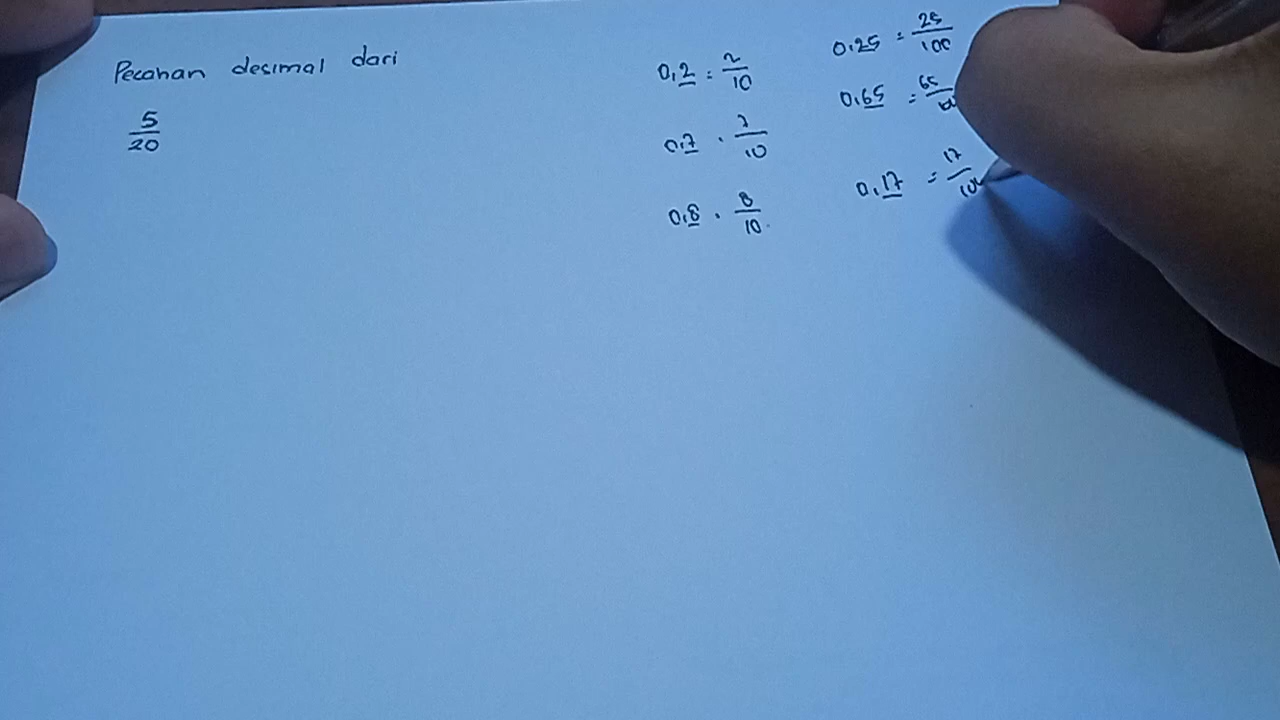 Pecahan desimal dari
5/20
0,2 = 2/10
0,7 = 7/10
0,8 = 8/10
0,25 = 25/100
0,65 = 65/
0,17 = 17/100